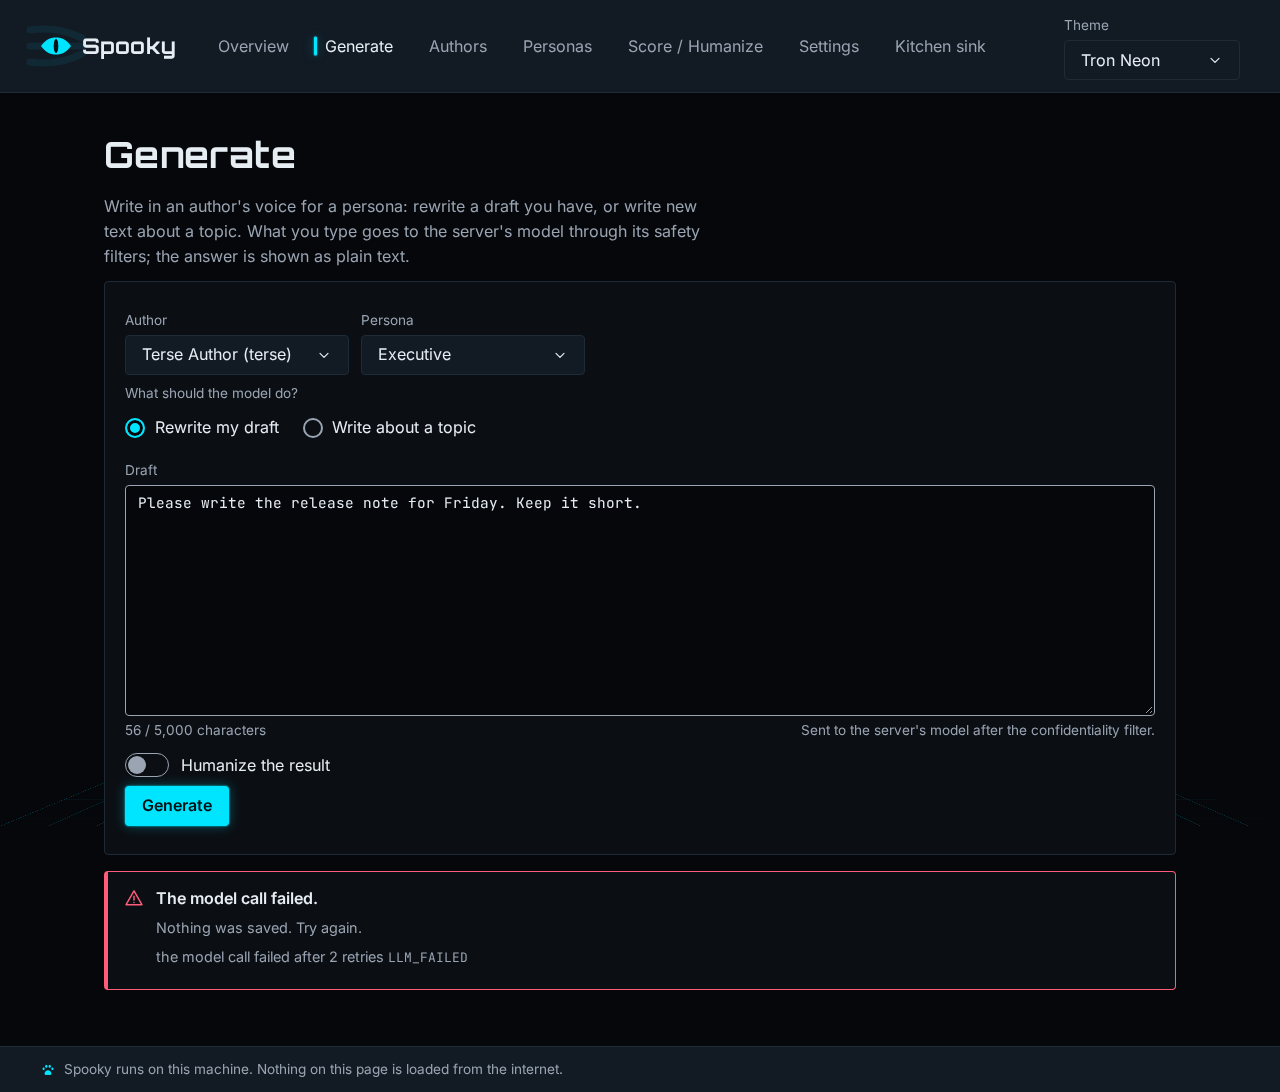 Spooky
Overview
Generate
Authors
Personas
Score / Humanize
Settings
Kitchen sink
Theme
Tron Neon
Generate
Write in an author's voice for a persona: rewrite a draft you have, or write new
text about a topic. What you type goes to the server's model through its safety
filters; the answer is shown as plain text.
Author
Persona
Terse Author (terse)
Executive
What should the model do?
Rewrite my draft
Write about a topic
Draft
Please write the release note for Friday. Keep it short.
56 / 5,000 characters
Sent to the server's model after the confidentiality filter.
Humanize the result
Generate
The model call failed.
Nothing was saved. Try again.
the model call failed after 2 retries LLM_FAILED
Spooky runs on this machine. Nothing on this page is loaded from the internet.